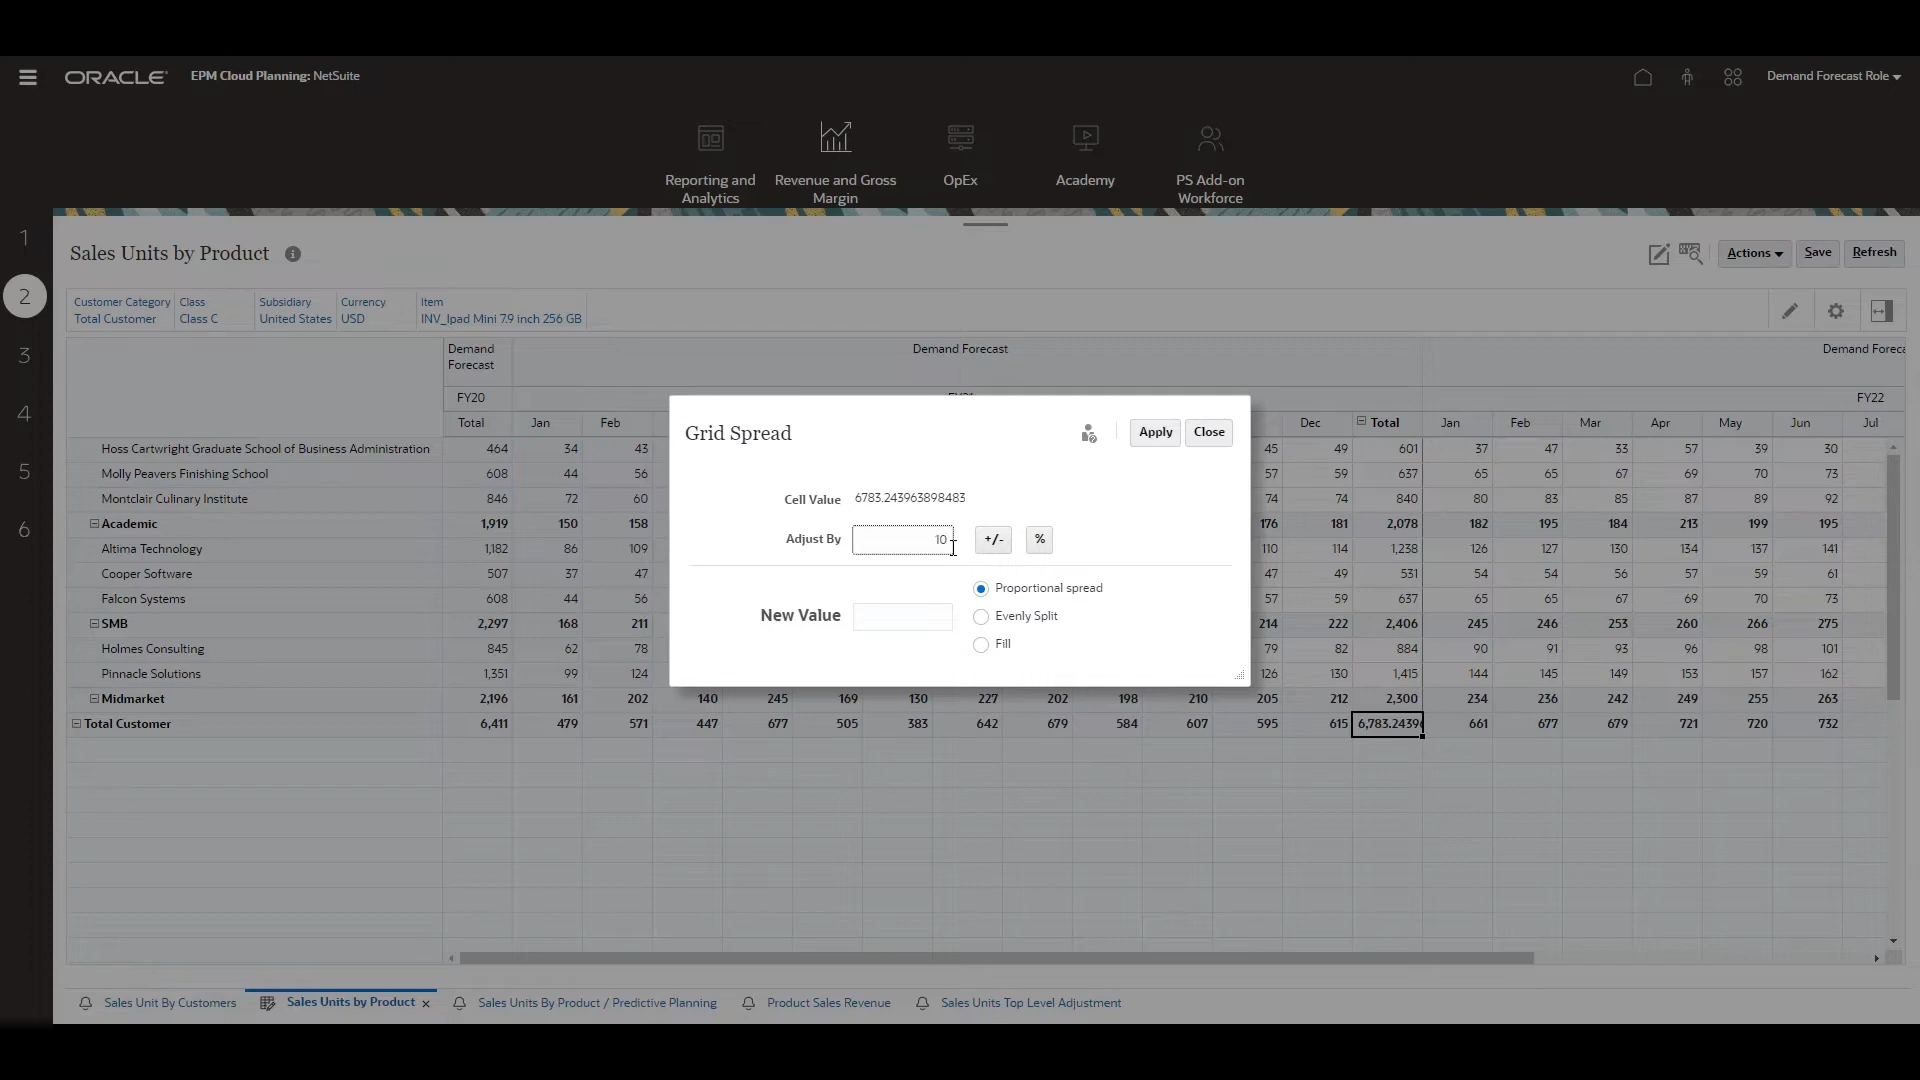 ORACLE EPM Cloud Planning: NetSuite Demand Forecast Role
Reporting and Analytics
Revenue and Gross Margin
OpEx
Academy
PS Add-on Workforce
1
2
3
4
5
6
Sales Units by Product Actions Save Refresh
Customer Category Class Subsidiary Currency Item
Total Customer Class C United States USD INV_Ipad Mini 7.9 inch 256 GB
Demand Forecast Demand Forecast Demand Foreca
FY20 FY22
Total Jan Feb Dec Total Jan Feb Mar Apr May Jun Jul
Hoss Cartwright Graduate School of Business Administration 464 34 43 45 49 601 37 47 33 57 39 30
Molly Peavers Finishing School 608 44 56 57 59 637 65 65 67 69 70 73
Montclair Culinary Institute 846 72 60 74 74 840 80 83 85 87 89 92
Academic 1,919 150 158 176 181 2,078 182 195 184 213 199 195
Altima Technology 1,182 86 109 110 114 1,238 126 127 130 134 137 141
Cooper Software 507 37 47 47 49 531 54 54 56 57 59 61
Falcon Systems 608 44 56 57 59 637 65 65 67 69 70 73
SMB 2,297 168 211 214 222 2,406 245 246 253 260 266 275
Holmes Consulting 845 62 78 79 82 884 90 91 93 96 98 101
Pinnacle Solutions 1,351 99 124 126 130 1,415 144 145 149 153 157 162
Midmarket 2,196 161 202 140 245 169 130 227 202 198 210 205 212 2,300 234 236 242 249 255 263
Total Customer 6,411 479 571 447 677 505 383 642 679 584 607 595 615 6,783.2439 661 677 679 721 720 732
Grid Spread Apply Close
Cell Value 6783.243963898483
Adjust By 10 +/- %
Proportional spread
New Value Evenly Split
Fill
Sales Unit By Customers Sales Units by Product x Sales Units By Product / Predictive Planning Product Sales Revenue Sales Units Top Level Adjustment